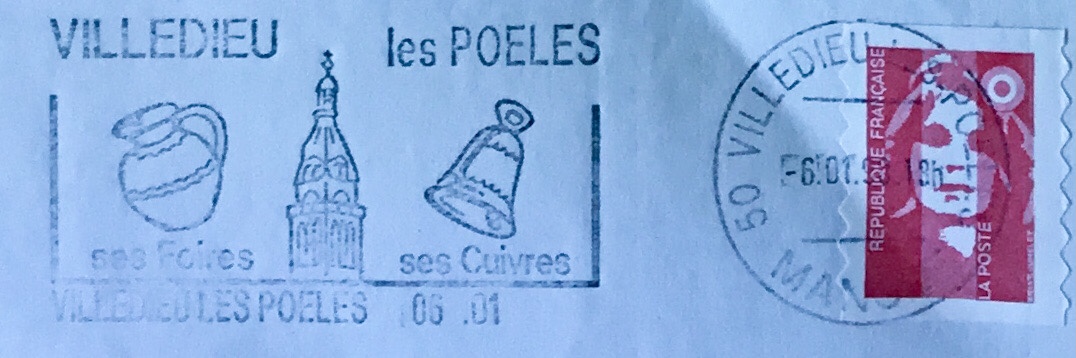 VILLEDIEU les POELES
ses Foires ses Cuivres
VILLEDIEU LES POELES 06 .01
50 VILLEDIEU
MANCHE
REPUBLIQUE FRANÇAISE
LA POSTE